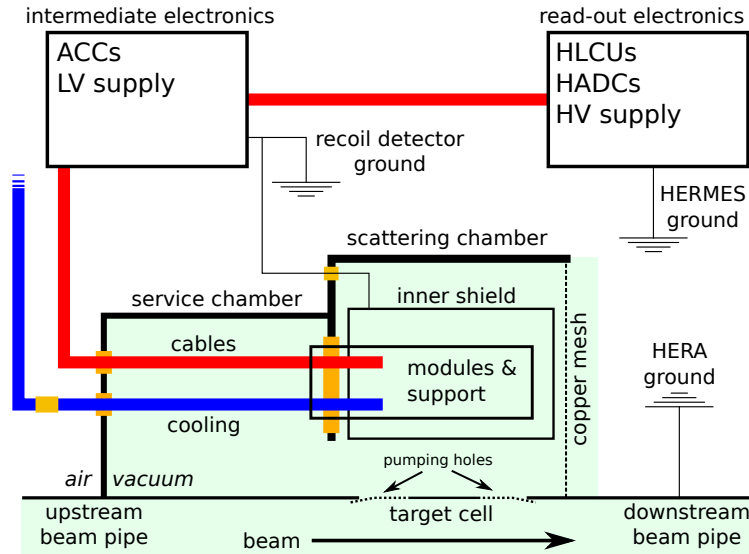 intermediate electronics
read-out electronics
ACCs
LV supply
HLCUs
HADCs
HV supply
recoil detector
ground
HERMES
ground
scattering chamber
service chamber
inner shield
cables
modules &
support
copper mesh
HERA
ground
cooling
air
vacuum
pumping holes
upstream
beam pipe
target cell
downstream
beam pipe
beam